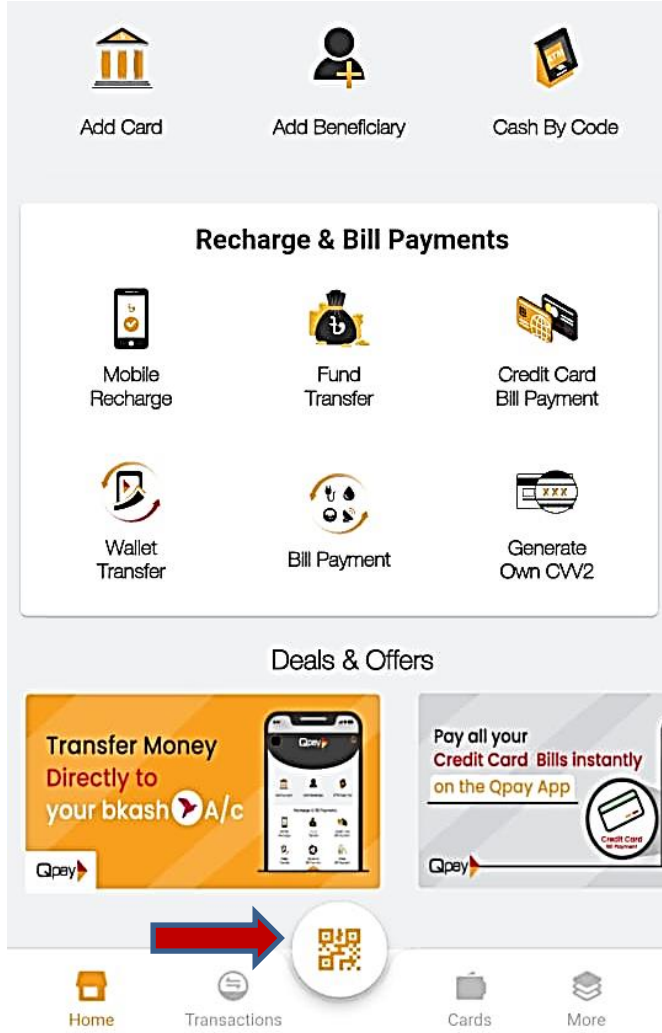 Add Card
Add Beneficiary
Cash By Code
Recharge & Bill Payments
Mobile
Recharge
Fund
Transfer
Credit Card
Bill Payment
Wallet
Transfer
Bill Payment
Generate
Own CVV2
Deals & Offers
Transfer Money
Directly to
your bkash A/c
Qpay
Qpay
Pay all your
Credit Card Bills instantly
on the Qpay App
Credit Card
Bill Payment
Qpay
Home
Transactions
Cards
More